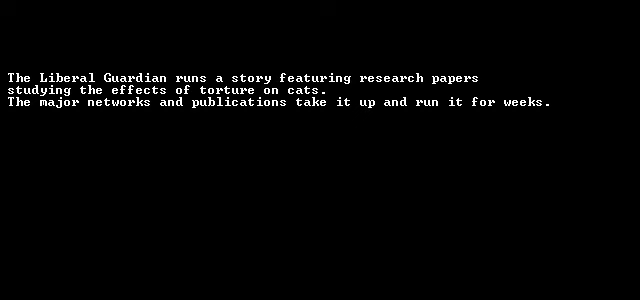 The Liberal Guardian runs a story featuring research papers
studying the effects of torture on cats.
The major networks and publications take it up and run it for weeks.